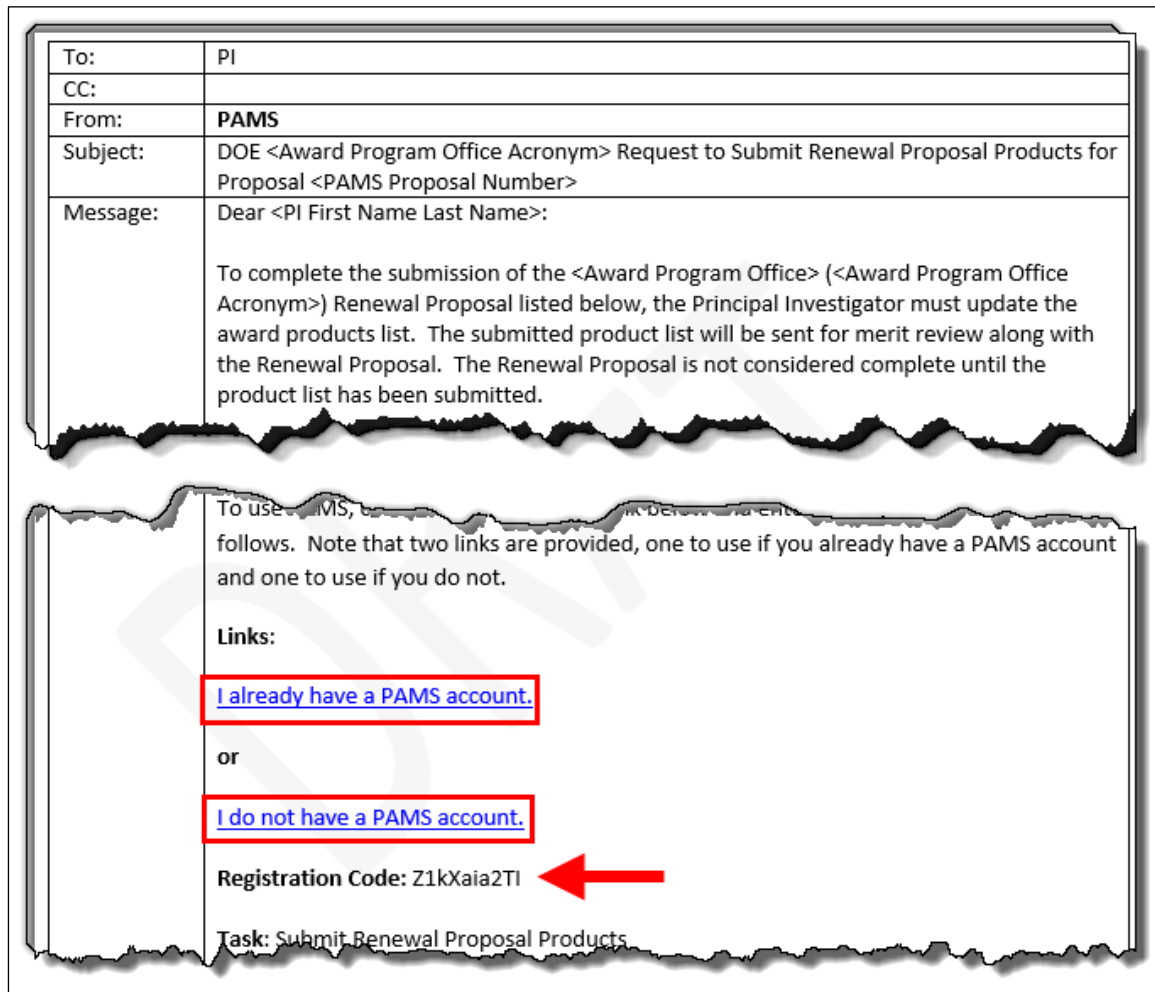 To: PI
CC:
From: PAMS
Subject: DOE <Award Program Office Acronym> Request to Submit Renewal Proposal Products for
Proposal <PAMS Proposal Number>
Message: Dear <PI First Name Last Name>:
To complete the submission of the <Award Program Office> (<Award Program Office
Acronym>) Renewal Proposal listed below, the Principal Investigator must update the
award products list.  The submitted product list will be sent for merit review along with
the Renewal Proposal.  The Renewal Proposal is not considered complete until the
product list has been submitted.
To use
follows.  Note that two links are provided, one to use if you already have a PAMS account
and one to use if you do not.
Links:
I already have a PAMS account.
or
I do not have a PAMS account.
Registration Code: Z1kXaia2TI
Task: Submit Renewal Proposal Products